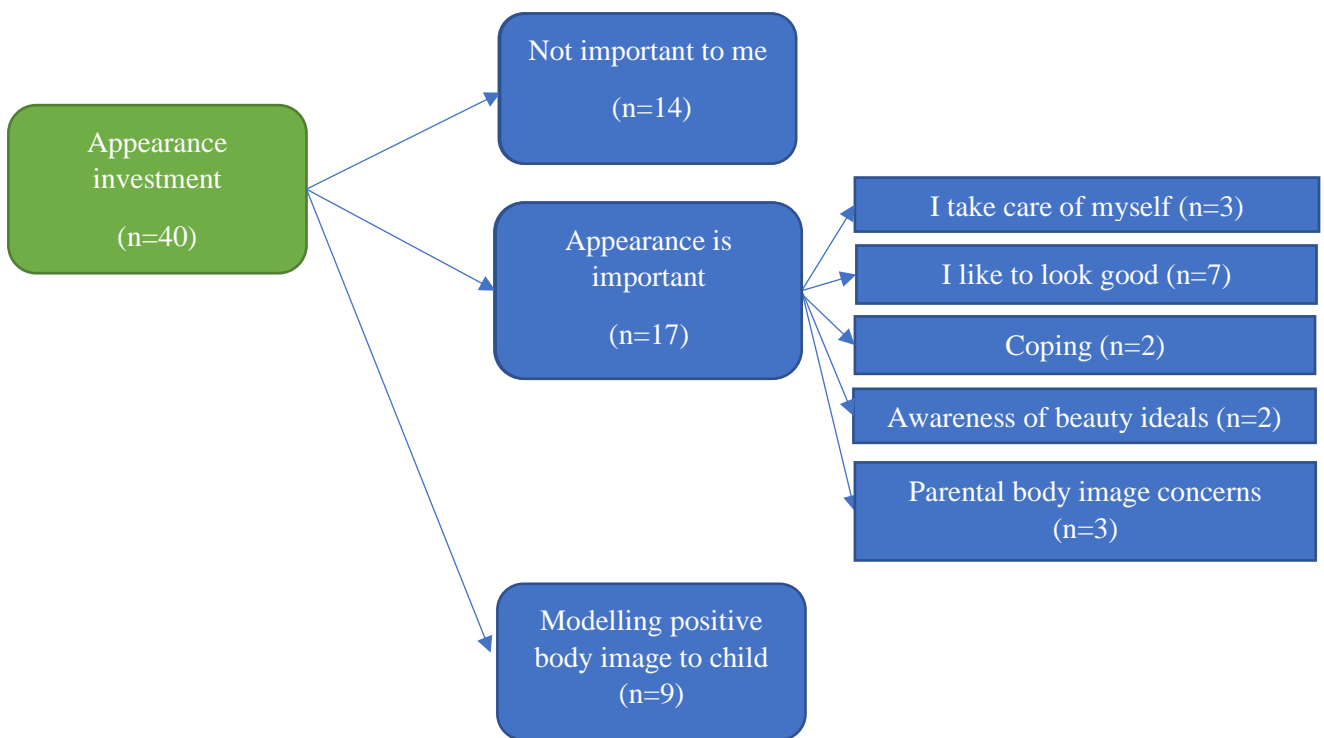 Not important to me
(n=14)
Appearance
investment
(n=40)
Appearance is
important
(n=17)
I take care of myself (n=3)
I like to look good (n=7)
Coping (n=2)
Awareness of beauty ideals (n=2)
Parental body image concerns
(n=3)
Modelling positive
body image to child
(n=9)